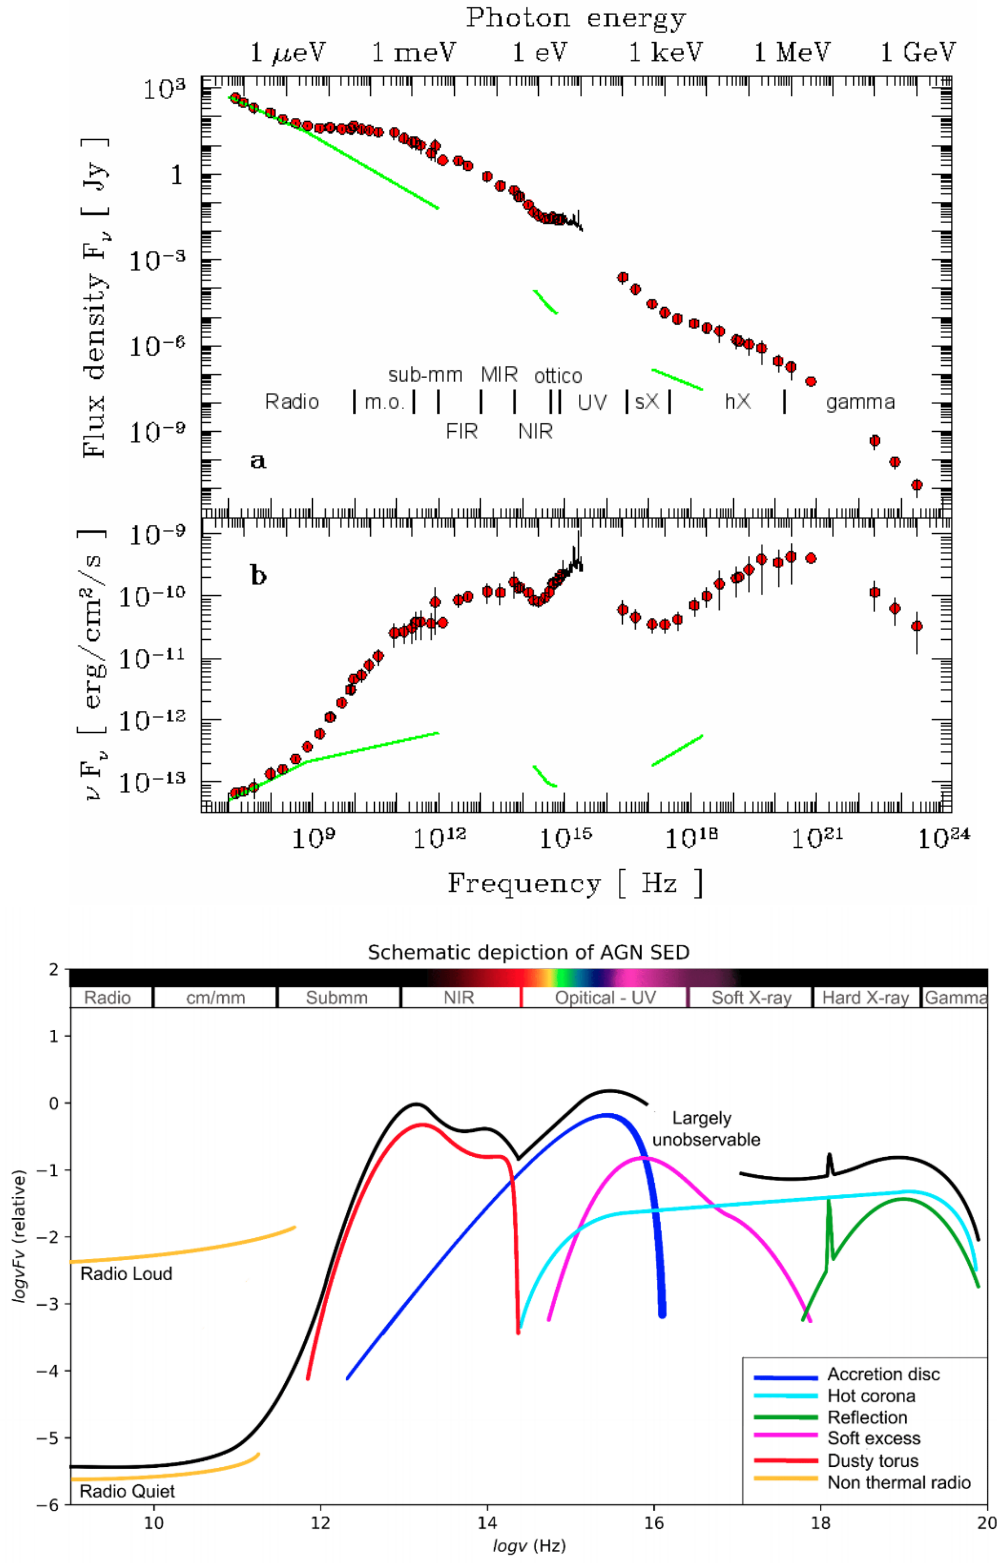 Photon energy
1 μeV 1 meV 1 eV 1 keV 1 MeV 1 GeV
Flux density Fν [ Jy ]
10³
1
10⁻³
10⁻⁶
10⁻⁹
sub-mm MIR ottico
Radio m.o. UV sX hX gamma
FIR NIR
a
ν Fν [ erg/cm²/s ]
10⁻⁹
10⁻¹⁰
10⁻¹¹
10⁻¹²
10⁻¹³
b
10⁹ 10¹² 10¹⁵ 10¹⁸ 10²¹ 10²⁴
Frequency [ Hz ]
Schematic depiction of AGN SED
Radio cm/mm Submm NIR Opitical - UV Soft X-ray Hard X-ray Gamma
logvFv (relative)
2
1
0
−1
−2
−3
−4
−5
−6
Largely
unobservable
Radio Loud
Radio Quiet
Accretion disc
Hot corona
Reflection
Soft excess
Dusty torus
Non thermal radio
10 12 14 16 18 20
logv (Hz)